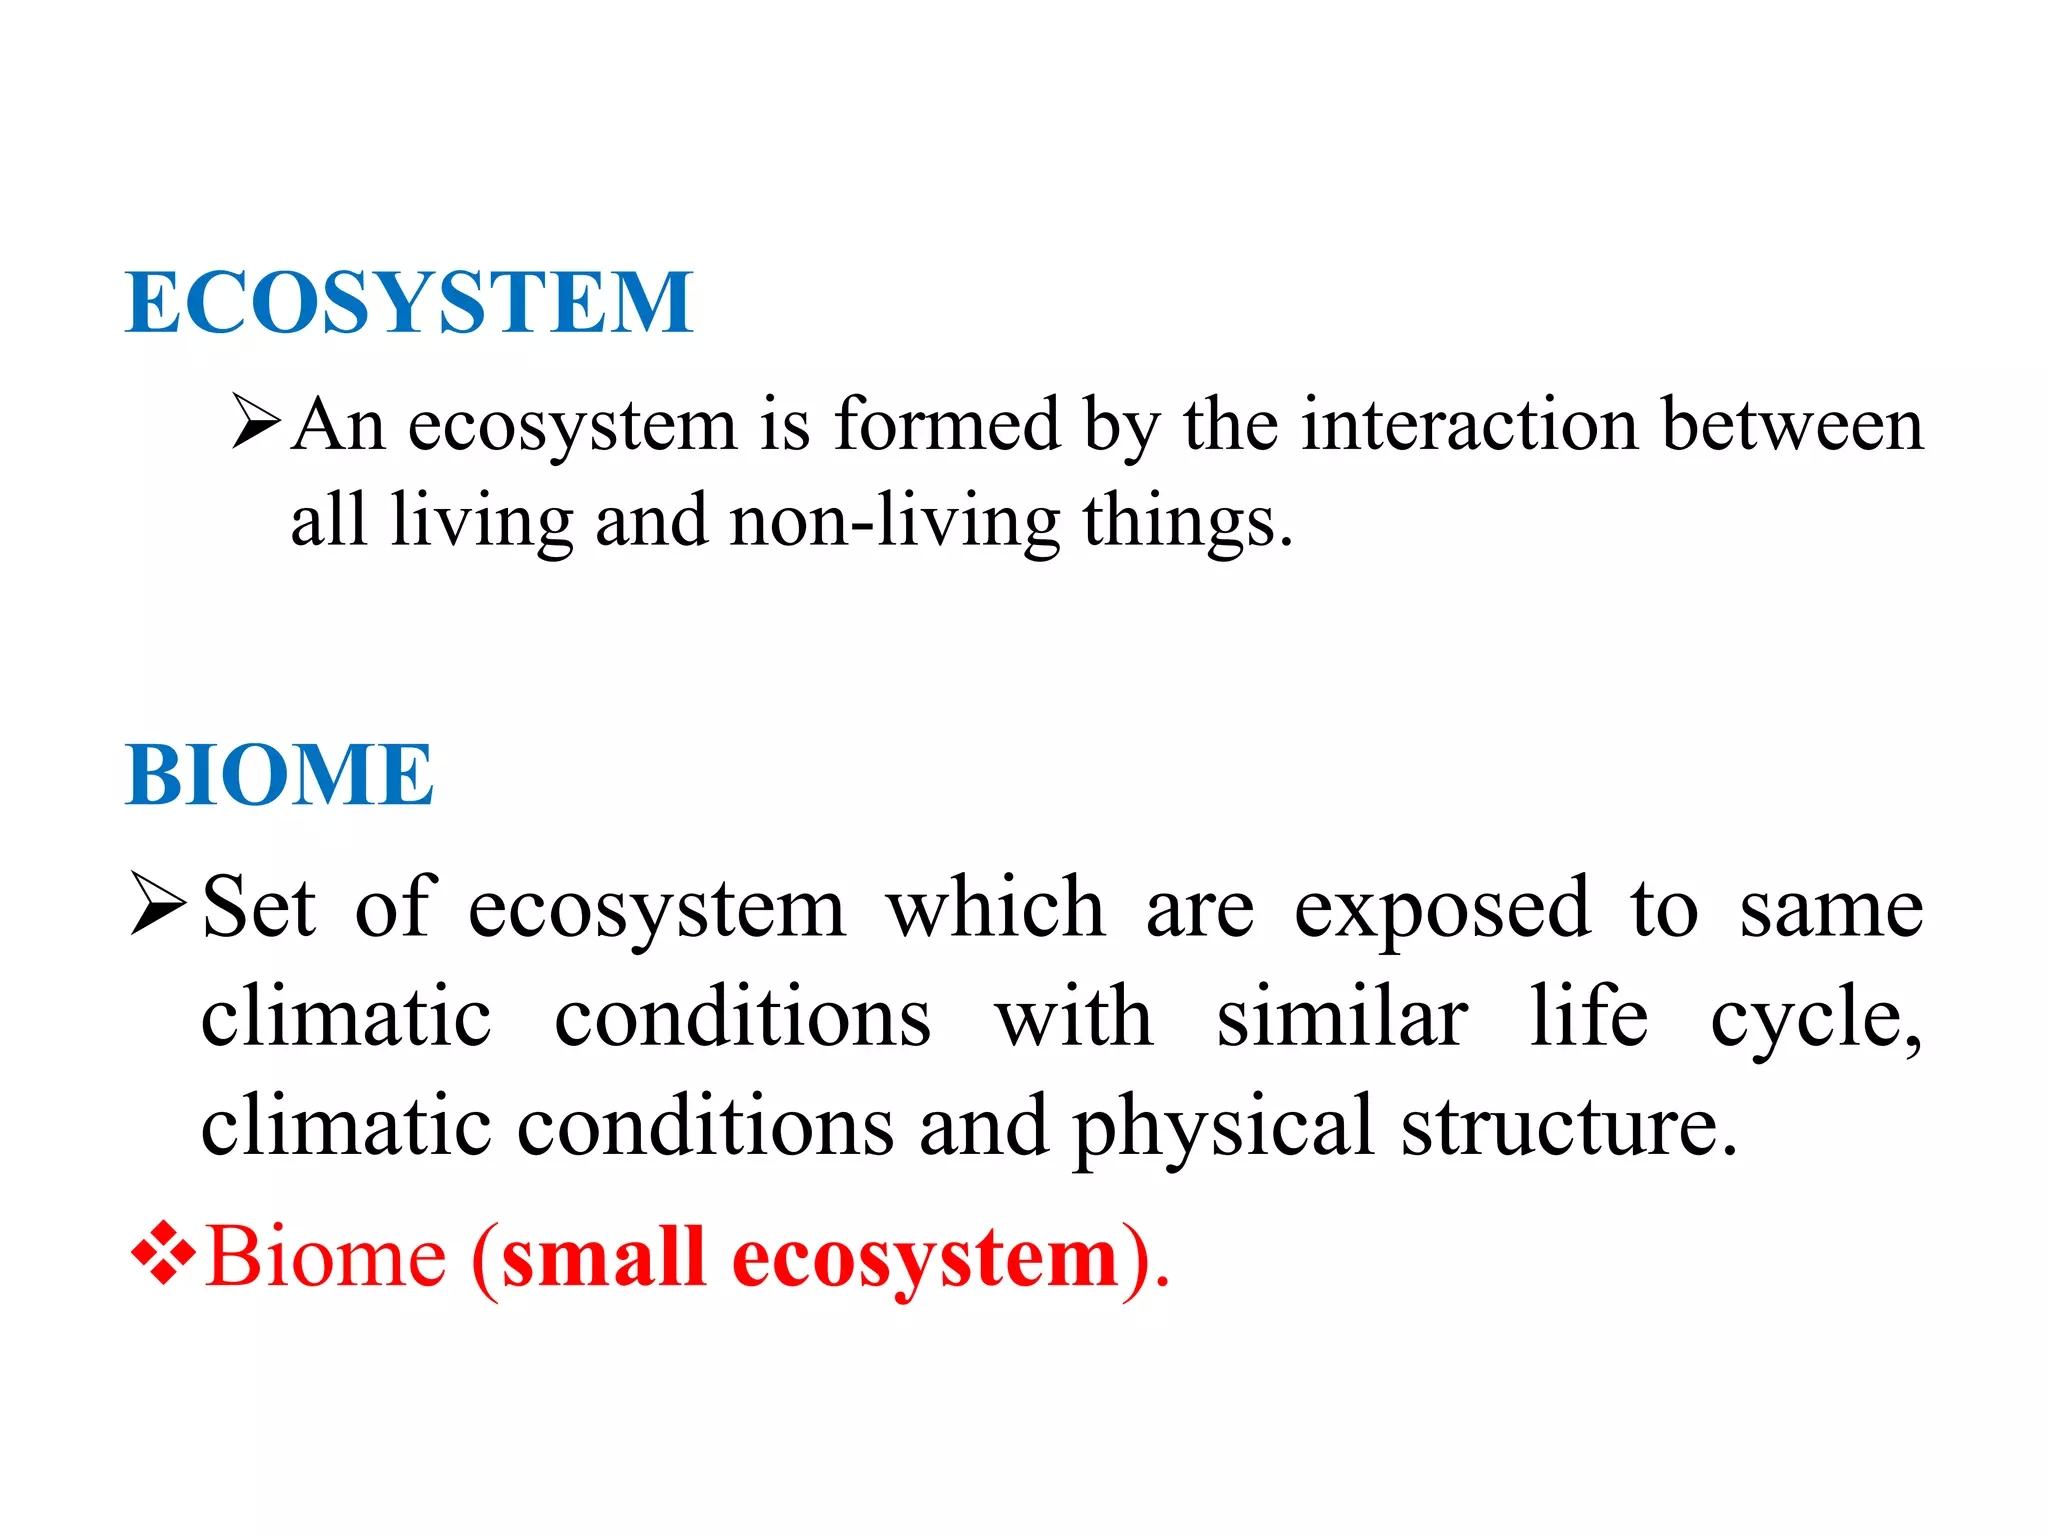 ECOSYSTEM
➢An ecosystem is formed by the interaction between
all living and non-living things.
BIOME
➢Set of ecosystem which are exposed to same
climatic conditions with similar life cycle,
climatic conditions and physical structure.
❖Biome (small ecosystem).